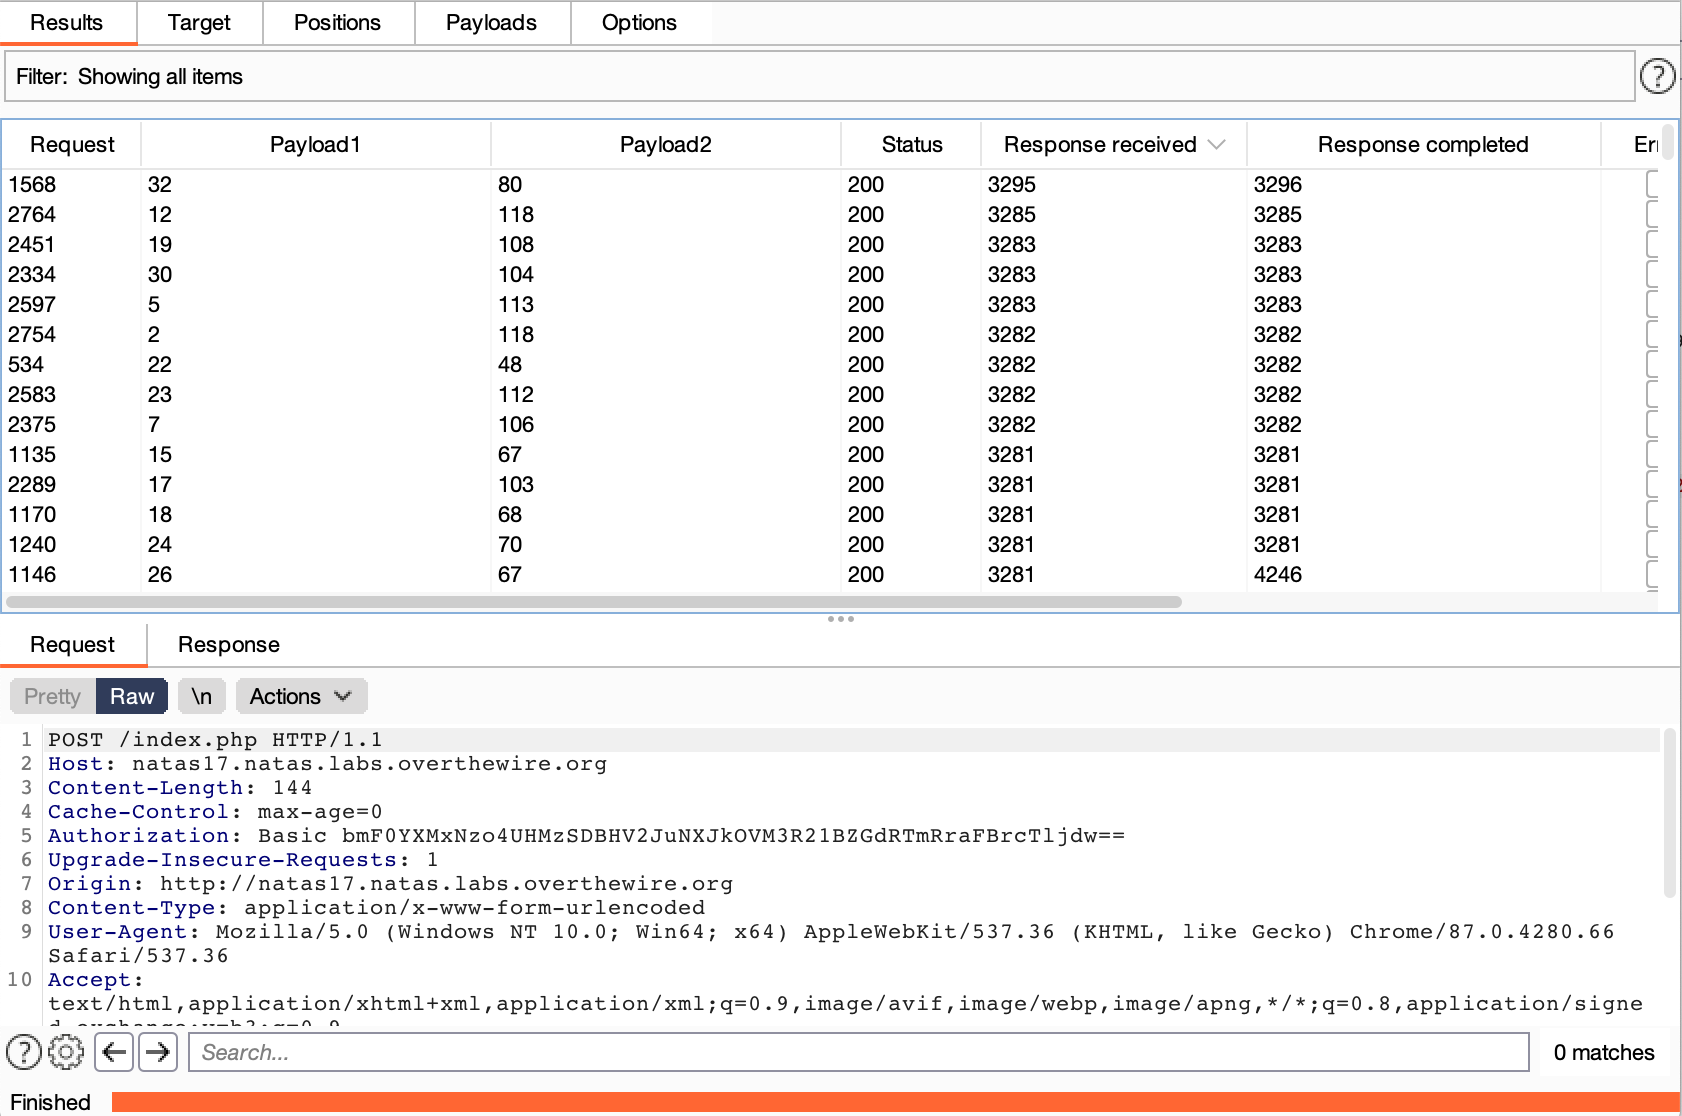 Results Target Positions Payloads Options
Filter: Showing all items ?
Request Payload1 Payload2 Status Response received Response completed
1568 32 80 200 3295 3296
2764 12 118 200 3285 3285
2451 19 108 200 3283 3283
2334 30 104 200 3283 3283
2597 5 113 200 3283 3283
2754 2 118 200 3282 3282
534 22 48 200 3282 3282
2583 23 112 200 3282 3282
2375 7 106 200 3282 3282
1135 15 67 200 3281 3281
2289 17 103 200 3281 3281
1170 18 68 200 3281 3281
1240 24 70 200 3281 3281
1146 26 67 200 3281 4246
Request Response
Pretty Raw \n Actions
1 POST /index.php HTTP/1.1
2 Host: natas17.natas.labs.overthewire.org
3 Content-Length: 144
4 Cache-Control: max-age=0
5 Authorization: Basic bmF0YXMxNzo4UHMzSDBHV2JuNXJkOVM3R21BZGdRTmRraFBrcTljdw==
6 Upgrade-Insecure-Requests: 1
7 Origin: http://natas17.natas.labs.overthewire.org
8 Content-Type: application/x-www-form-urlencoded
9 User-Agent: Mozilla/5.0 (Windows NT 10.0; Win64; x64) AppleWebKit/537.36 (KHTML, like Gecko) Chrome/87.0.4280.66
Safari/537.36
10 Accept:
text/html,application/xhtml+xml,application/xml;q=0.9,image/avif,image/webp,image/apng,*/*;q=0.8,application/signe
? Search... 0 matches
Finished